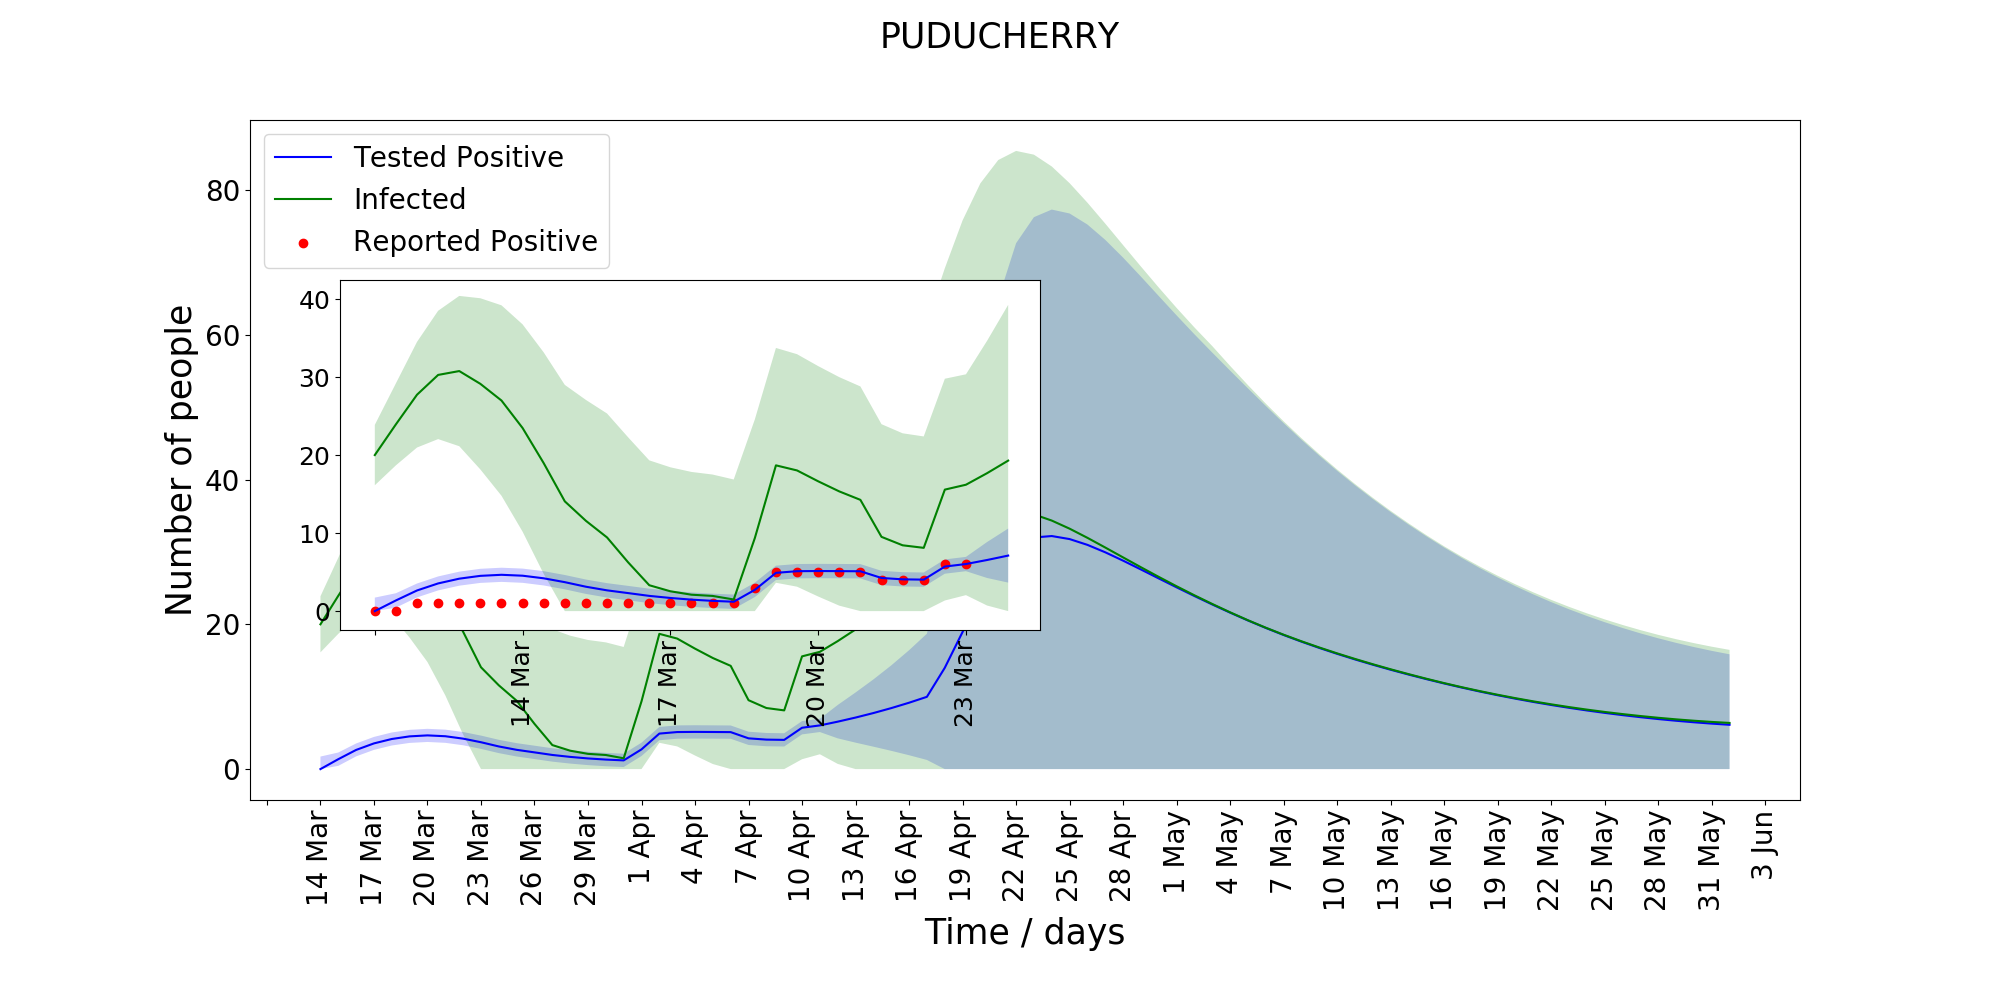 PUDUCHERRY
Tested Positive
Infected
Reported Positive
Number of people
80
60
40
20
0
40
30
20
10
0
14 Mar
17 Mar
20 Mar
23 Mar
14 Mar
17 Mar
20 Mar
23 Mar
26 Mar
29 Mar
1 Apr
4 Apr
7 Apr
10 Apr
13 Apr
16 Apr
19 Apr
22 Apr
25 Apr
28 Apr
1 May
4 May
7 May
10 May
13 May
16 May
19 May
22 May
25 May
28 May
31 May
3 Jun
Time / days